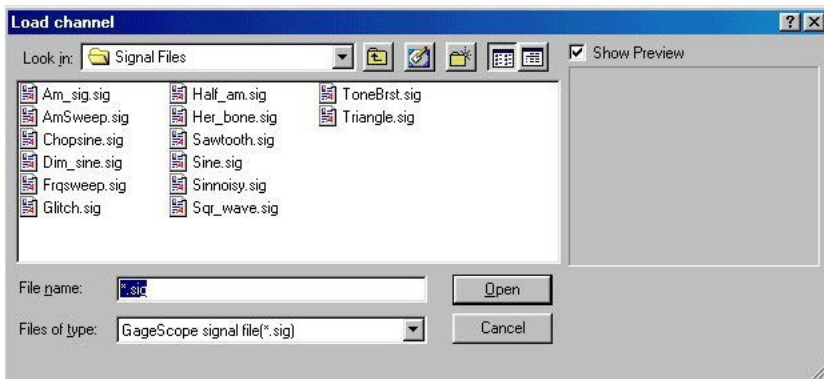 Load channel
Look in: Signal Files
Show Preview
Am_sig.sig Half_am.sig ToneBrst.sig
AmSweep.sig Her_bone.sig Triangle.sig
Chopsine.sig Sawtooth.sig
Dim_sine.sig Sine.sig
Frqsweep.sig Sinnoisy.sig
Glitch.sig Sqr_wave.sig
File name: *.sig Open
Files of type: GageScope signal file(*.sig) Cancel